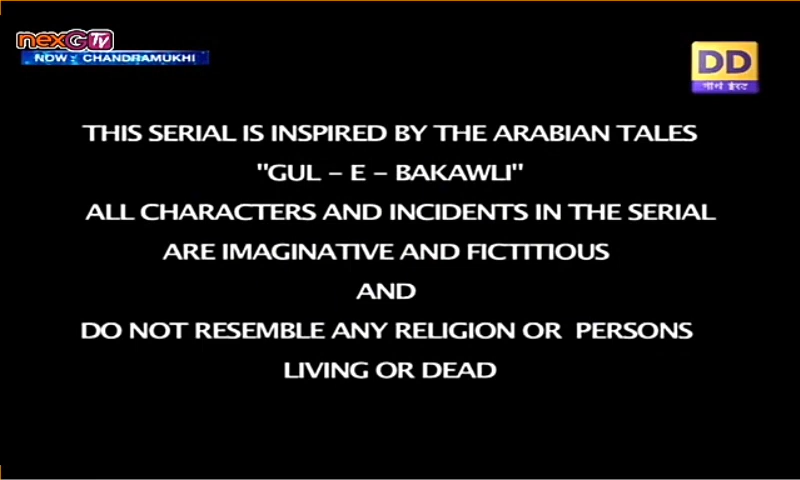 nexGTv
NOW : CHANDRAMUKHI
DD
नॉर्थ ईस्ट
THIS SERIAL IS INSPIRED BY THE ARABIAN TALES
"GUL – E – BAKAWLI"
ALL CHARACTERS AND INCIDENTS IN THE SERIAL
ARE IMAGINATIVE AND FICTITIOUS
AND
DO NOT RESEMBLE ANY RELIGION OR PERSONS
LIVING OR DEAD